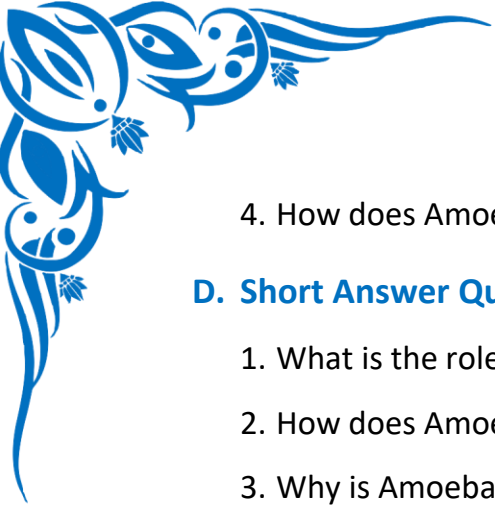 4. How does Amoe
D. Short Answer Qu
1. What is the role
2. How does Amoe
3. Why is Amoeba